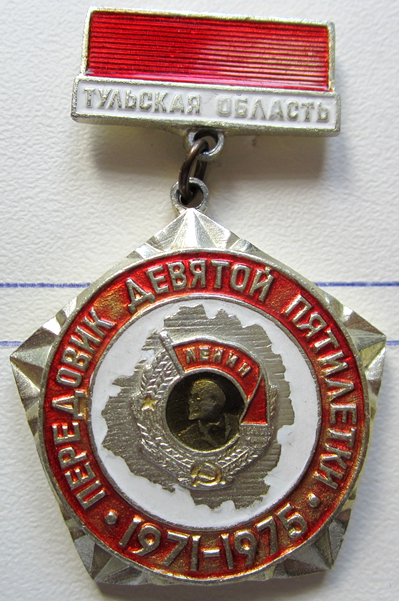 ТУЛЬСКАЯ ОБЛАСТЬ
ПЕРЕДОВИК ДЕВЯТОЙ ПЯТИЛЕТКИ
ЛЕНИН
• 1971-1975 •